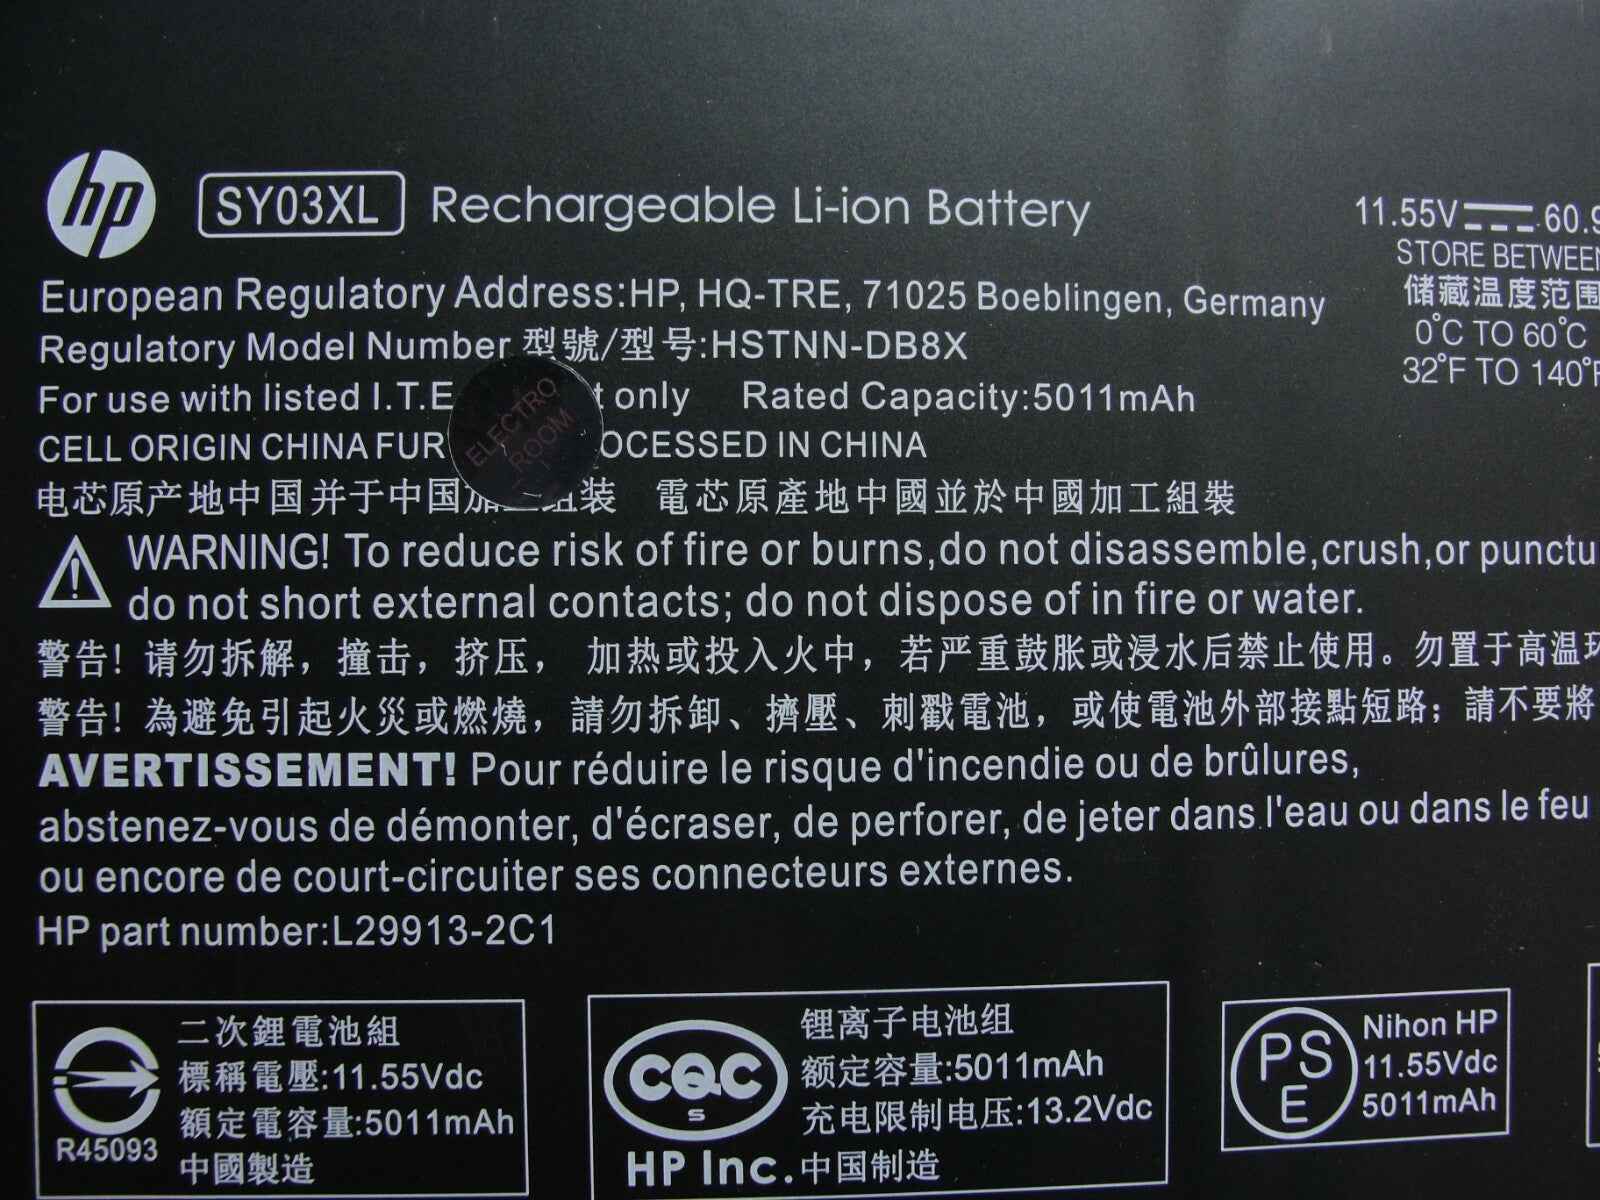 hp SY03XL Rechargeable Li-ion Battery
11.55V 60.9
STORE BETWEEN
储藏温度范围
0°C TO 60°C
32°F TO 140°F
European Regulatory Address:HP, HQ-TRE, 71025 Boeblingen, Germany
Regulatory Model Number 型號/型号:HSTNN-DB8X
For use with listed I.T.E only Rated Capacity:5011mAh
CELL ORIGIN CHINA FUR OCESSED IN CHINA
ELECTRO
ROOM
电芯原产地中国并于中国加工组装 電芯原產地中國並於中國加工組裝
WARNING! To reduce risk of fire or burns,do not disassemble,crush,or punctu
do not short external contacts; do not dispose of in fire or water.
警告! 请勿拆解，撞击，挤压， 加热或投入火中，若严重鼓胀或浸水后禁止使用。勿置于高温环
警告! 為避免引起火災或燃燒，請勿拆卸、擠壓、刺戳電池，或使電池外部接點短路；請不要將
AVERTISSEMENT! Pour réduire le risque d'incendie ou de brûlures,
abstenez-vous de démonter, d'écraser, de perforer, de jeter dans l'eau ou dans le feu
ou encore de court-circuiter ses connecteurs externes.
HP part number:L29913-2C1
二次鋰電池組
標稱電壓:11.55Vdc
額定電容量:5011mAh
中國製造
R45093
CQC
S
锂离子电池组
额定容量:5011mAh
充电限制电压:13.2Vdc
HP Inc.中国制造
PS
E
Nihon HP
11.55Vdc
5011mAh